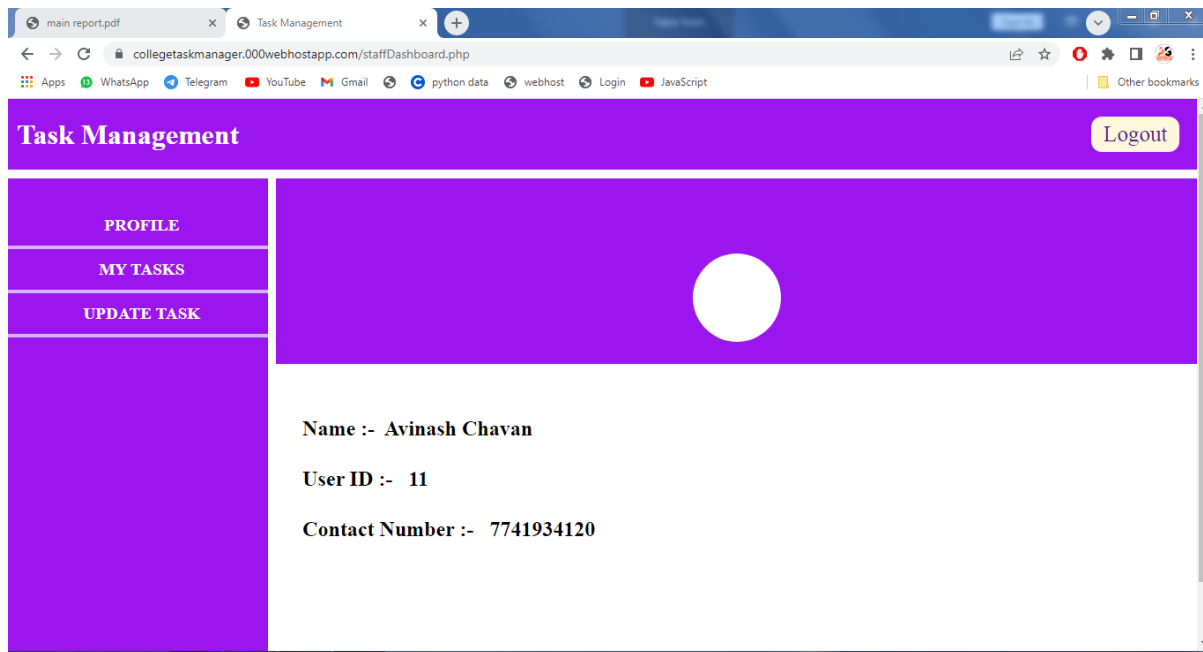 main report.pdf Task Management
collegetaskmanager.000webhostapp.com/staffDashboard.php
Apps WhatsApp Telegram YouTube Gmail python data webhost Login JavaScript Other bookmarks
Task Management Logout
PROFILE
MY TASKS
UPDATE TASK
Name :- Avinash Chavan
User ID :- 11
Contact Number :- 7741934120